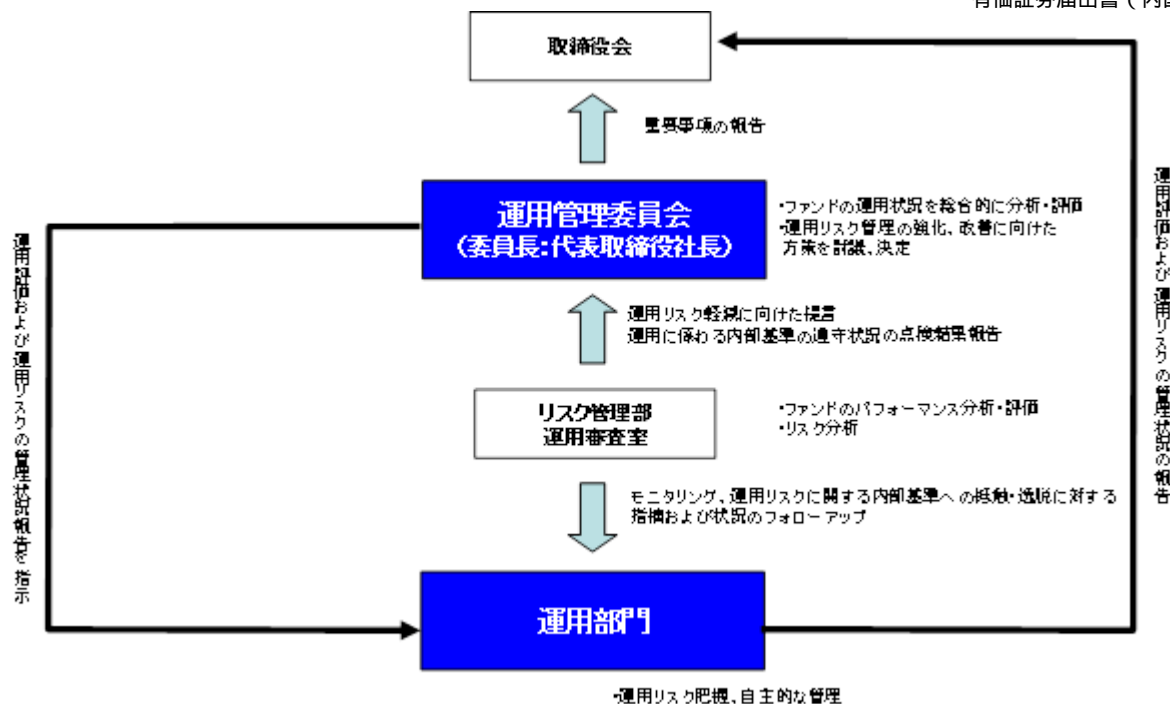 有価証券届出書（内国
取締役会
重要事項の報告
運用管理委員会
（委員長：代表取締役社長）
・ファンドの運用状況を総合的に分析・評価
・運用リスク管理の強化、改善に向けた
方策を討議、決定
運用リスク軽減に向けた提言
運用に係わる内部基準の遵守状況の点検結果報告
リスク管理部
運用審査室
・ファンドのパフォーマンス分析・評価
・リスク分析
モニタリング、運用リスクに関する内部基準への抵触・逸脱に対する
指摘および状況のフォローアップ
運用部門
・運用リスク把握、自主的な管理
運用評価および運用リスクの管理状況報告を指示
運用評価および運用リスクの管理状況の報告